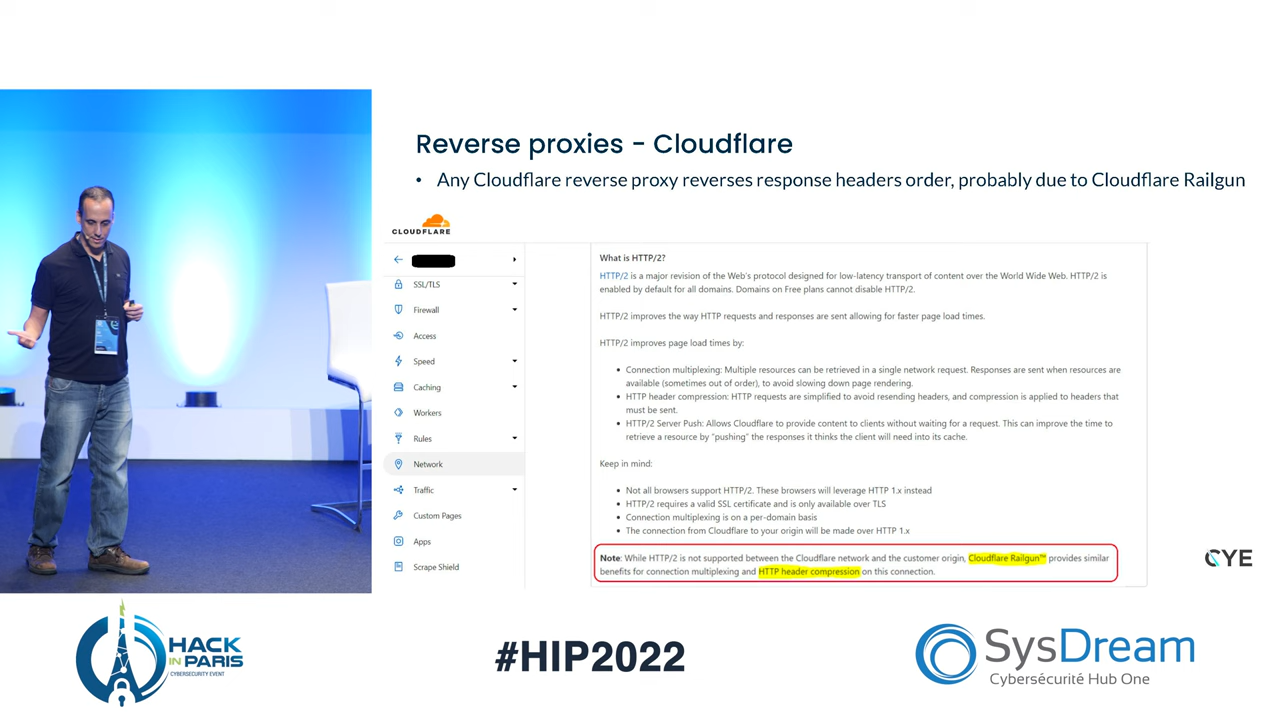 Reverse proxies - Cloudflare
• Any Cloudflare reverse proxy reverses response headers order, probably due to Cloudflare Railgun
CLOUDFLARE
SSL/TLS
Firewall
Access
Speed
Caching
Workers
Rules
Network
Traffic
Custom Pages
Apps
Scrape Shield
What is HTTP/2?
HTTP/2 is a major revision of the Web's protocol designed for low-latency transport of content over the World Wide Web. HTTP/2 is
enabled by default for all domains. Domains on Free plans cannot disable HTTP/2.
HTTP/2 improves the way HTTP requests and responses are sent allowing for faster page load times.
HTTP/2 improves page load times by:
• Connection multiplexing: Multiple resources can be retrieved in a single network request. Responses are sent when resources are
available (sometimes out of order), to avoid slowing down page rendering.
• HTTP header compression: HTTP requests are simplified to avoid resending headers, and compression is applied to headers that
must be sent.
• HTTP/2 Server Push: Allows Cloudflare to provide content to clients without waiting for a request. This can improve the time to
retrieve a resource by "pushing" the responses it thinks the client will need into its cache.
Keep in mind:
• Not all browsers support HTTP/2. These browsers will leverage HTTP 1.x instead
• HTTP/2 requires a valid SSL certificate and is only available over TLS
• Connection multiplexing is on a per-domain basis
• The connection from Cloudflare to your origin will be made over HTTP 1.x
Note: While HTTP/2 is not supported between the Cloudflare network and the customer origin, Cloudflare Railgun™ provides similar
benefits for connection multiplexing and HTTP header compression on this connection.
CYE
HACK
IN PARIS
CYBERSECURITY EVENT
#HIP2022
SysDream
Cybersécurité Hub One